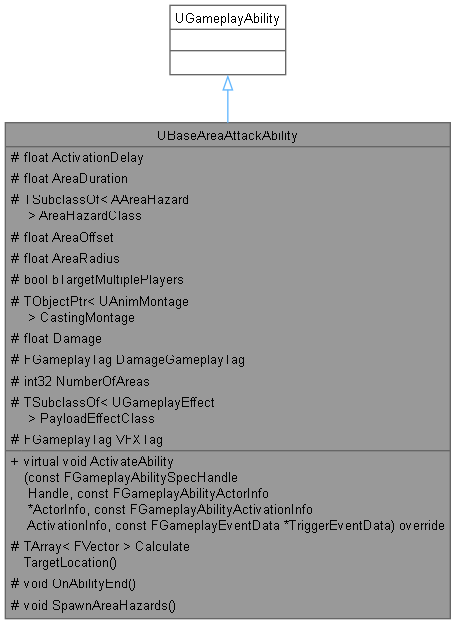 UGameplayAbility
UBaseAreaAttackAbility
# float ActivationDelay
# float AreaDuration
# TSubclassOf< AAreaHazard
> AreaHazardClass
# float AreaOffset
# float AreaRadius
# bool bTargetMultiplePlayers
# TObjectPtr< UAnimMontage
> CastingMontage
# float Damage
# FGameplayTag DamageGameplayTag
# int32 NumberOfAreas
# TSubclassOf< UGameplayEffect
> PayloadEffectClass
# FGameplayTag VFXTag
+ virtual void ActivateAbility
(const FGameplayAbilitySpecHandle
Handle, const FGameplayAbilityActorInfo
*ActorInfo, const FGameplayAbilityActivationInfo
ActivationInfo, const FGameplayEventData *TriggerEventData) override
# TArray< FVector > Calculate
TargetLocation()
# void OnAbilityEnd()
# void SpawnAreaHazards()